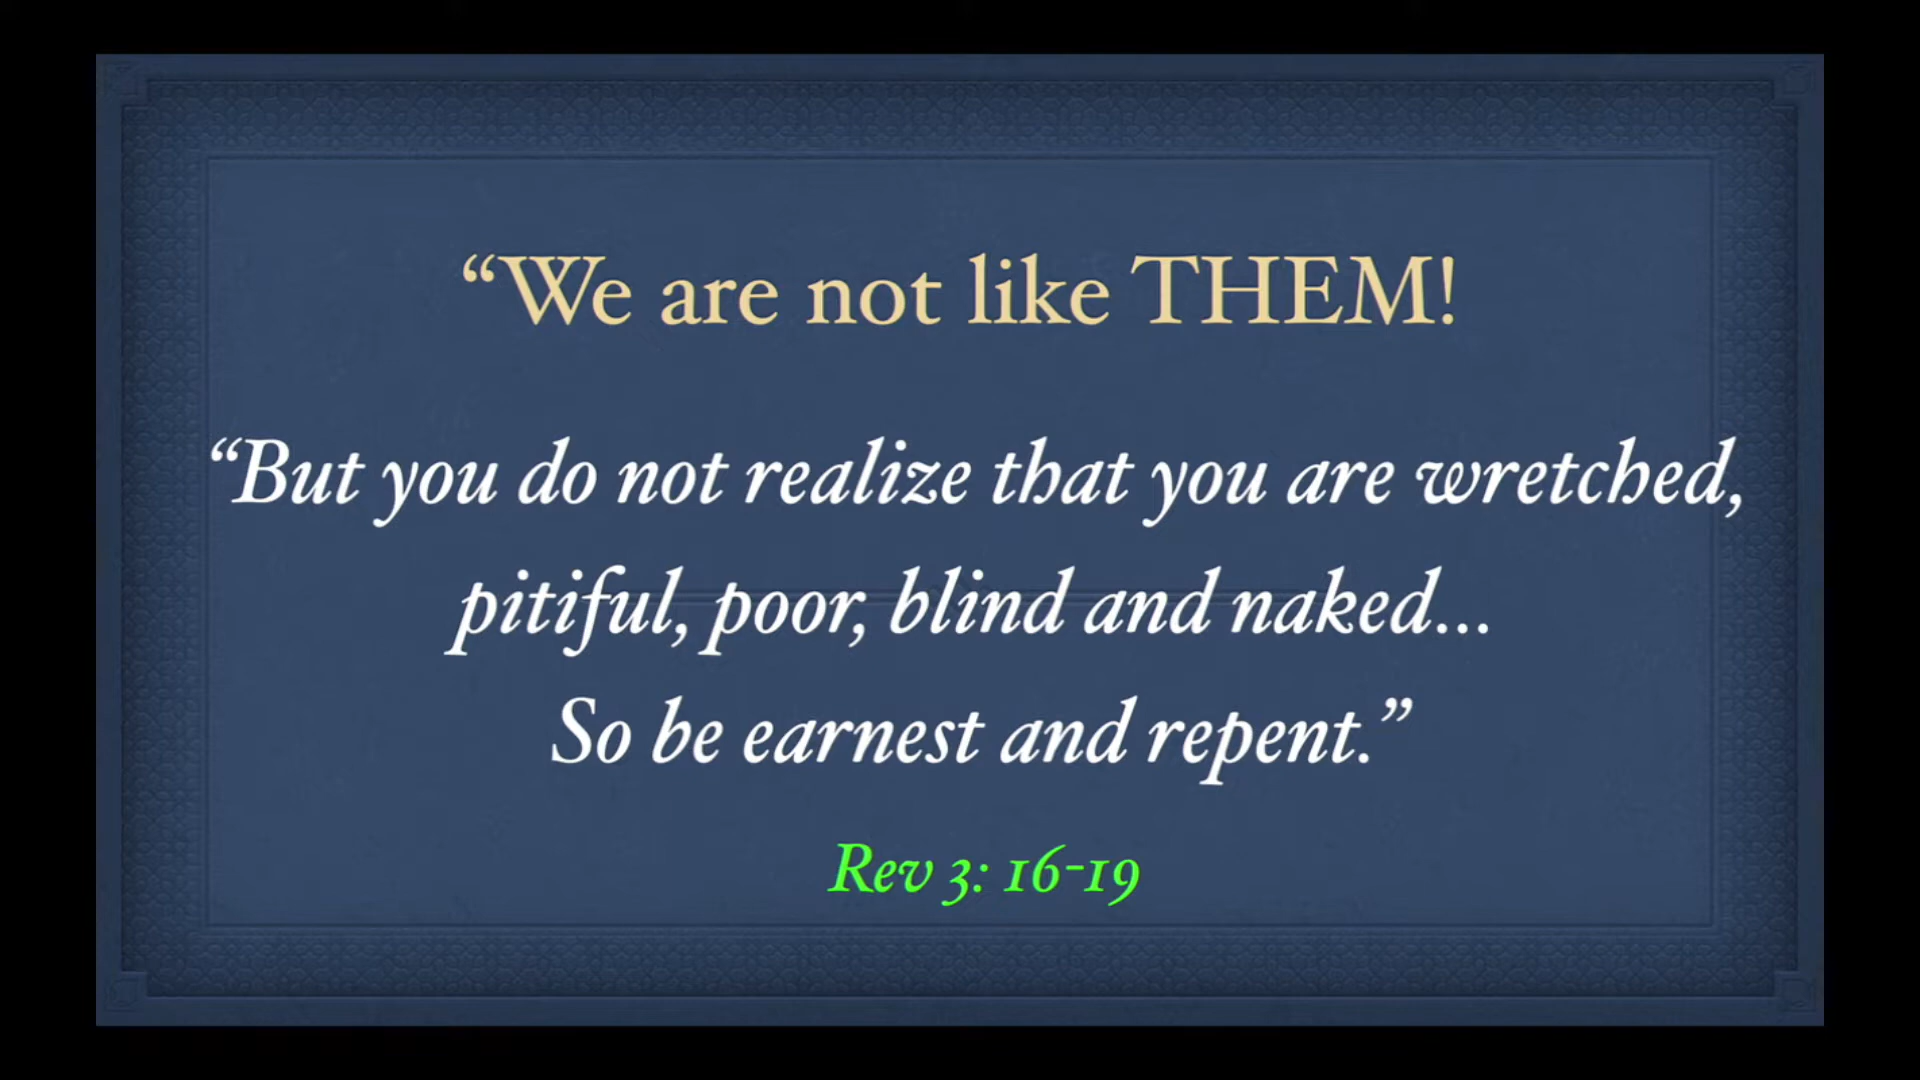 “We are not like THEM!
“But you do not realize that you are wretched,
pitiful, poor, blind and naked...
So be earnest and repent.”
Rev 3: 16-19